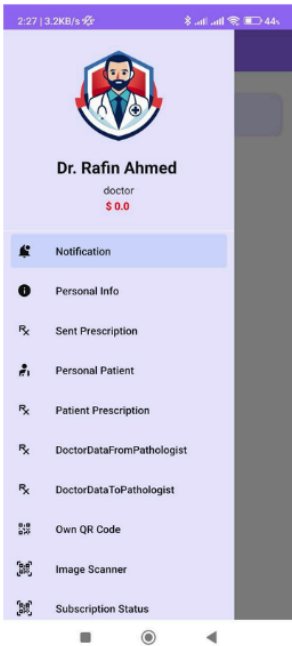 2:27 | 3.2KB/s
44
Dr. Rafin Ahmed
doctor
$ 0.0
Notification
Personal Info
Sent Prescription
Personal Patient
Patient Prescription
DoctorDataFromPathologist
DoctorDataToPathologist
Own QR Code
Image Scanner
Subscription Status